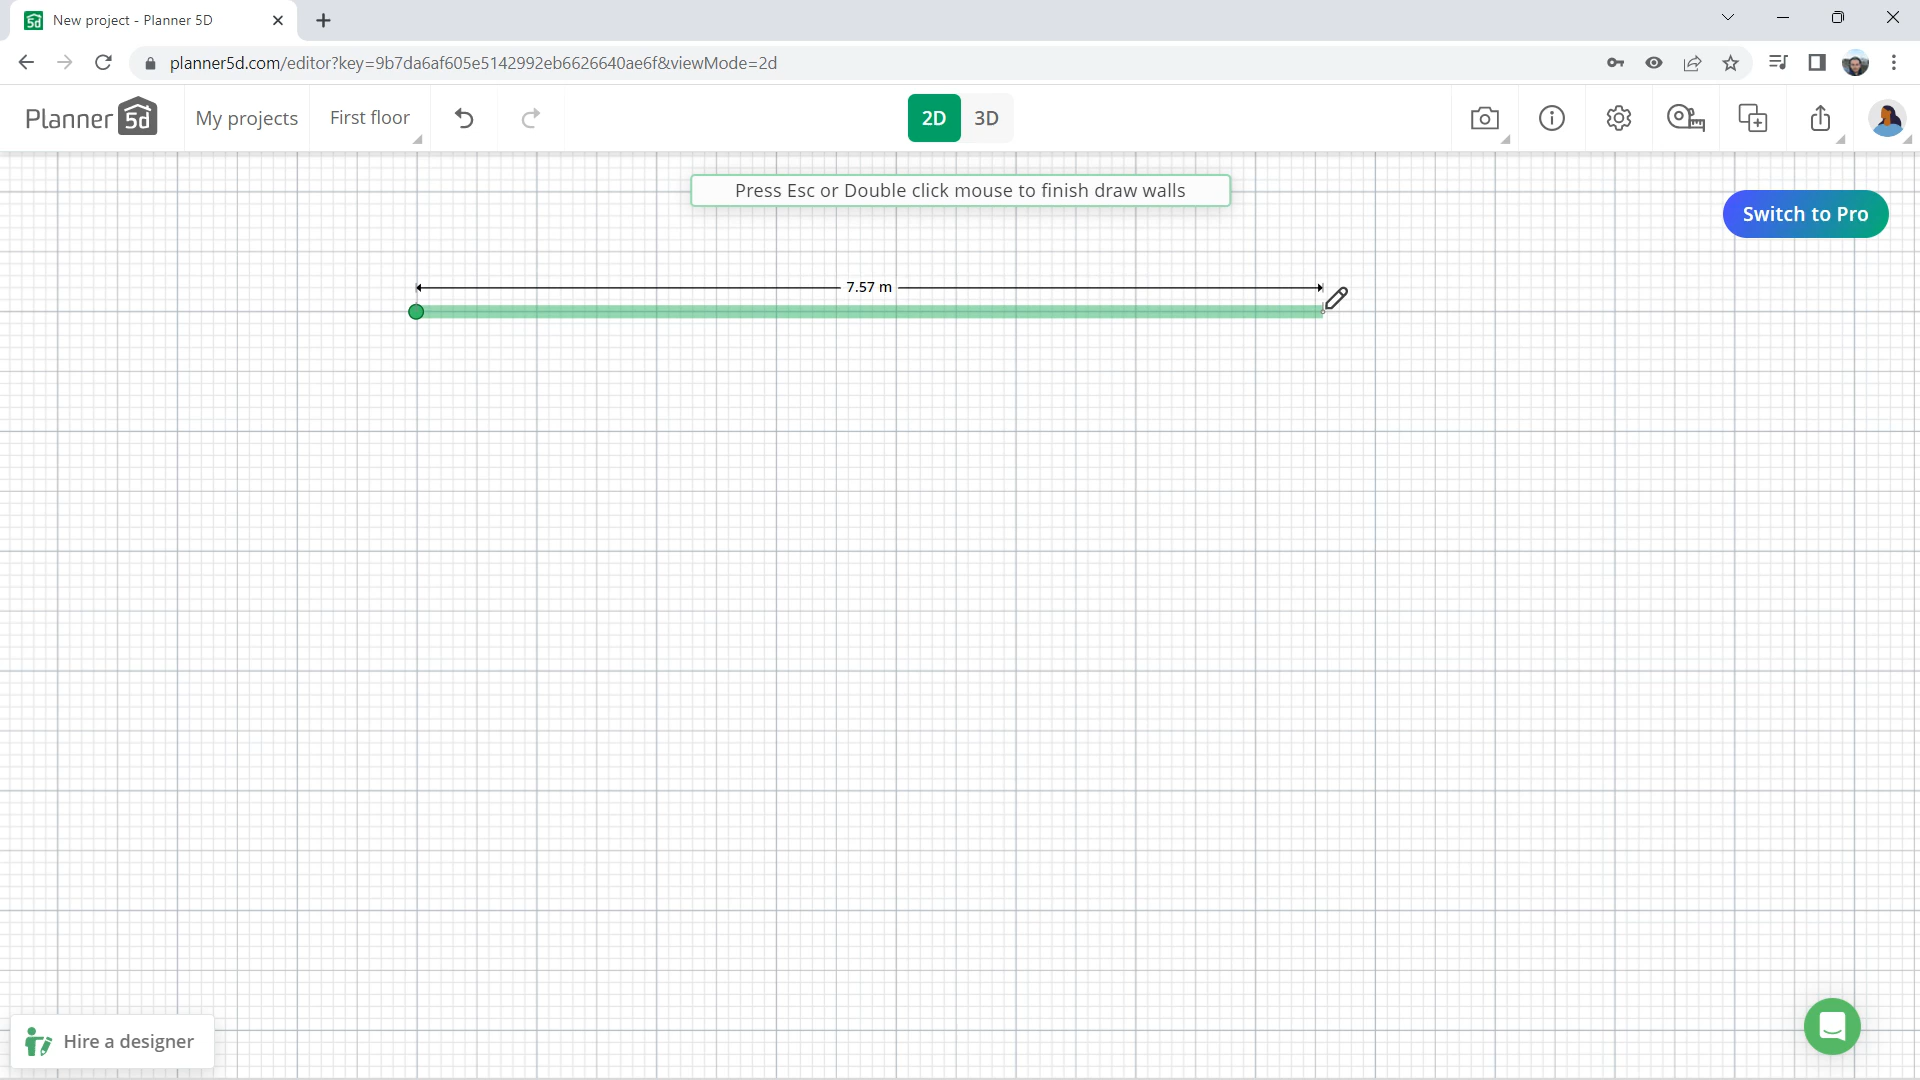 New project - Planner 5D
planner5d.com/editor?key=9b7da6af605e5142992eb6626640ae6f&viewMode=2d
Planner 5d
My projects
First floor
2D
3D
Press Esc or Double click mouse to finish draw walls
Switch to Pro
7.57 m
Hire a designer